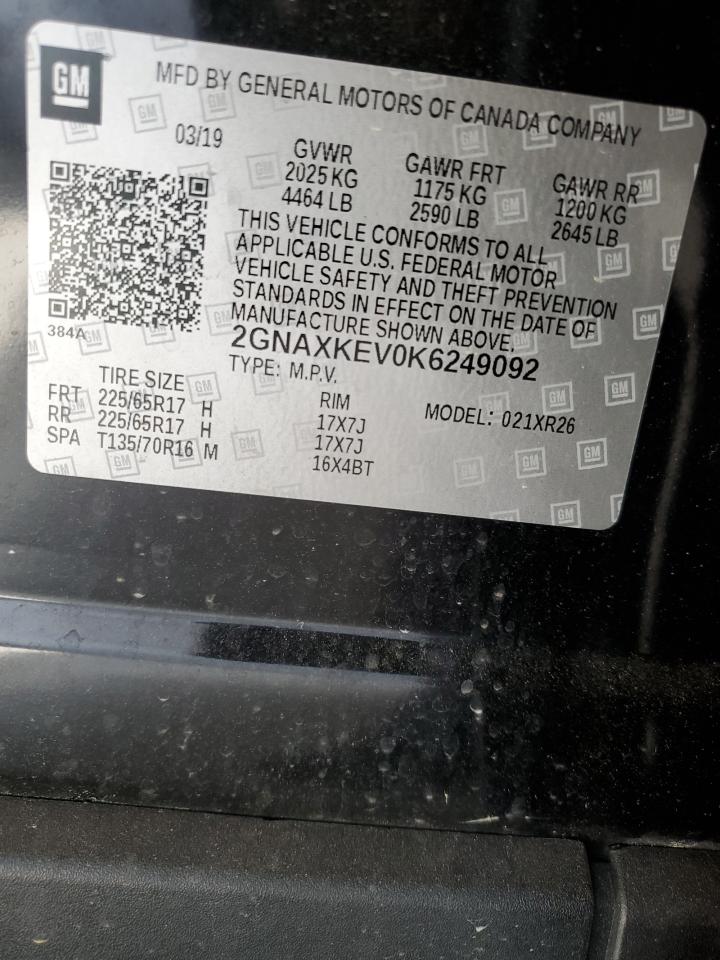 GM
MFD BY GENERAL MOTORS OF CANADA COMPANY
03/19
GVWR
2025 KG
4464 LB
GAWR FRT
1175 KG
2590 LB
GAWR RR
1200 KG
2645 LB
THIS VEHICLE CONFORMS TO ALL
APPLICABLE U.S. FEDERAL MOTOR
VEHICLE SAFETY AND THEFT PREVENTION
STANDARDS IN EFFECT ON THE DATE OF
MANUFACTURE SHOWN ABOVE.
384A
2GNAXKEV0K6249092
TYPE: M.P.V.
MODEL: 021XR26
TIRE SIZE RIM
FRT 225/65R17 H 17X7J
RR 225/65R17 H 17X7J
SPA T135/70R16 M 16X4BT